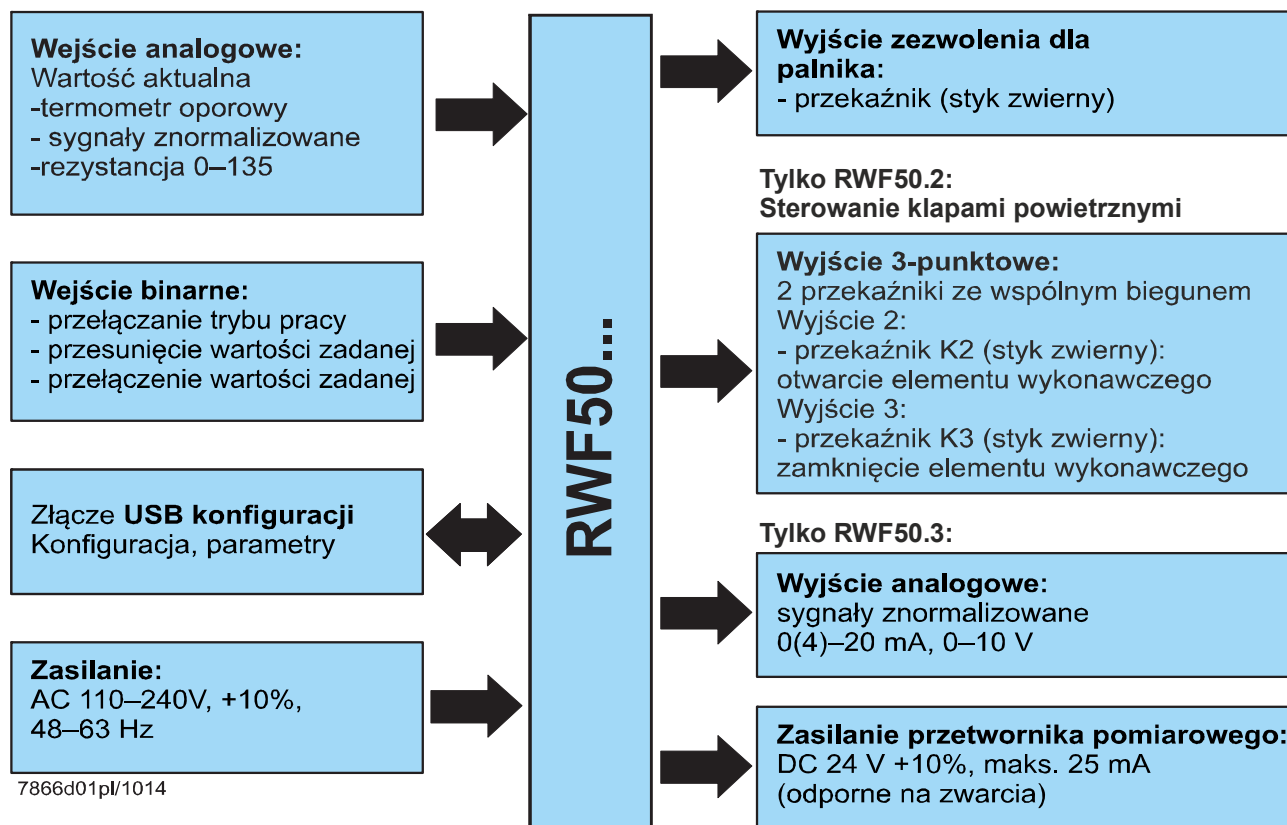 Wejście analogowe:
Wartość aktualna
-termometr oporowy
- sygnały znormalizowane
-rezystancja 0–135
Wejście binarne:
- przełączanie trybu pracy
- przesunięcie wartości zadanej
- przełączenie wartości zadanej
Złącze USB konfiguracji
Konfiguracja, parametry
Zasilanie:
AC 110–240V, +10%,
48–63 Hz
7866d01pl/1014
RWF50...
Wyjście zezwolenia dla
palnika:
- przekaźnik (styk zwierny)
Tylko RWF50.2:
Sterowanie klapami powietrznymi
Wyjście 3-punktowe:
2 przekaźniki ze wspólnym biegunem
Wyjście 2:
- przekaźnik K2 (styk zwierny):
otwarcie elementu wykonawczego
Wyjście 3:
- przekaźnik K3 (styk zwierny):
zamknięcie elementu wykonawczego
Tylko RWF50.3:
Wyjście analogowe:
sygnały znormalizowane
0(4)–20 mA, 0–10 V
Zasilanie przetwornika pomiarowego:
DC 24 V +10%, maks. 25 mA
(odporne na zwarcia)